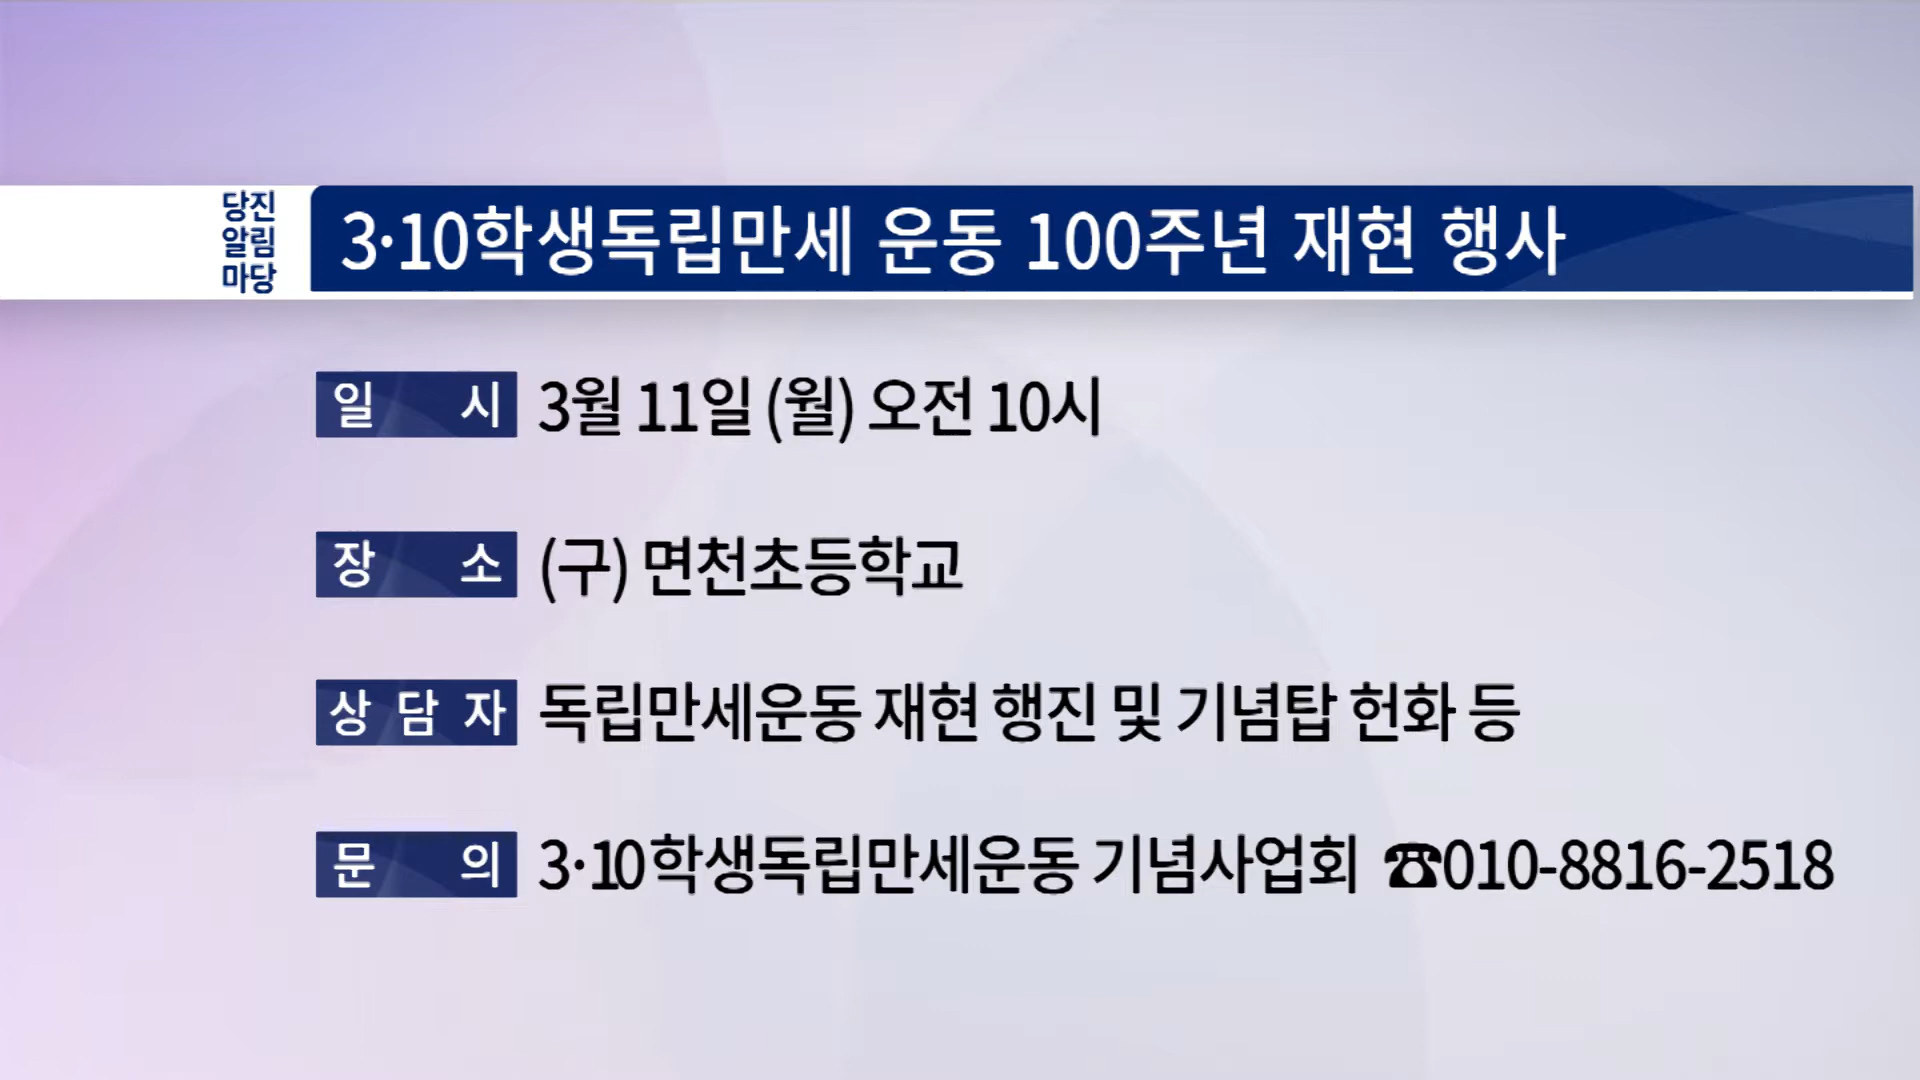 당진
알림
마당
3·10학생독립만세 운동 100주년 재현 행사
일 시 3월 11일 (월) 오전 10시
장 소 (구) 면천초등학교
상 담 자 독립만세운동 재현 행진 및 기념탑 헌화 등
문 의 3·10학생독립만세운동 기념사업회 ☎010-8816-2518